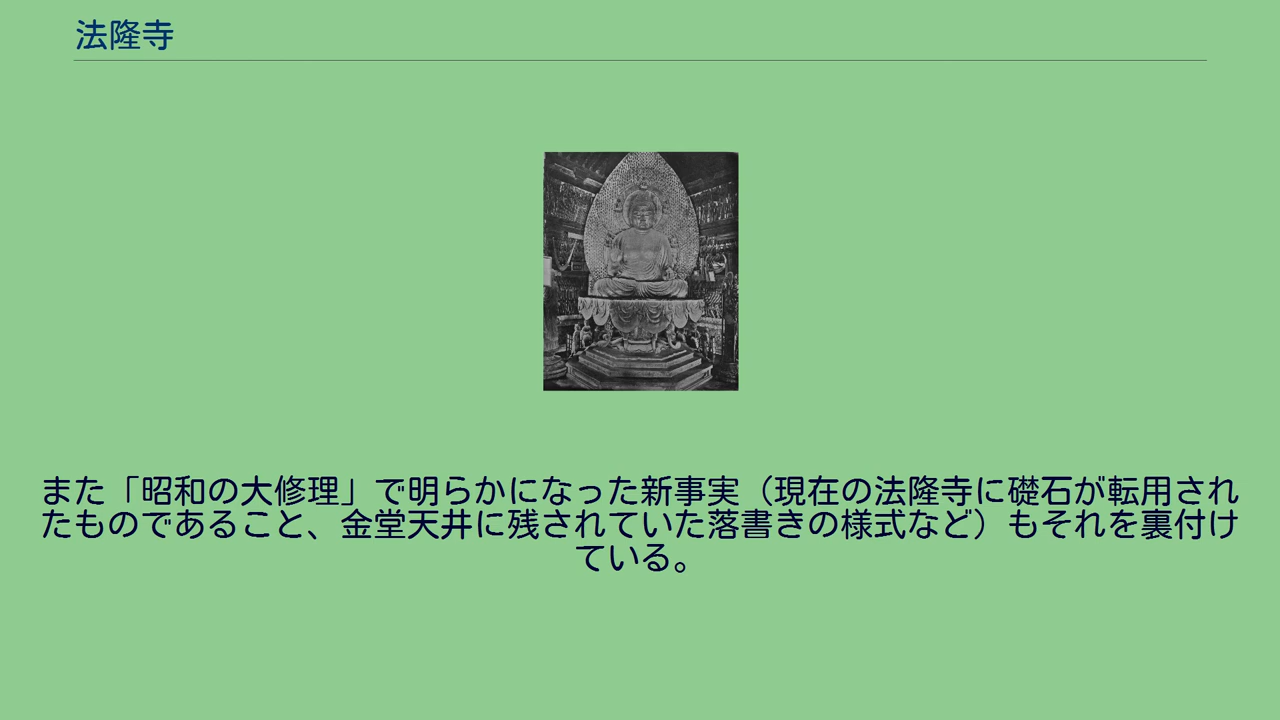 法隆寺
また「昭和の大修理」で明らかになった新事実（現在の法隆寺に礎石が転用され
たものであること、金堂天井に残されていた落書きの様式など）もそれを裏付け
ている。